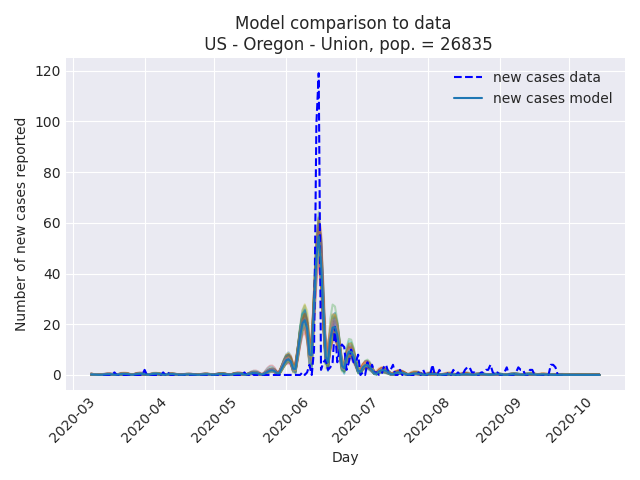 Model comparison to data
US - Oregon - Union, pop. = 26835
new cases data
new cases model
Number of new cases reported
120
100
80
60
40
20
0
2020-03
2020-04
2020-05
2020-06
2020-07
2020-08
2020-09
2020-10
Day